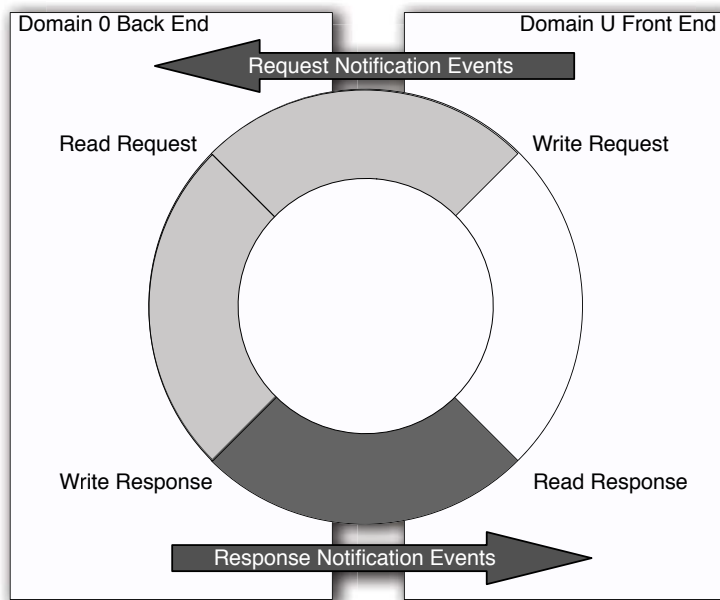 Domain 0 Back End
Domain U Front End
Request Notification Events
Read Request
Write Request
Write Response
Read Response
Response Notification Events